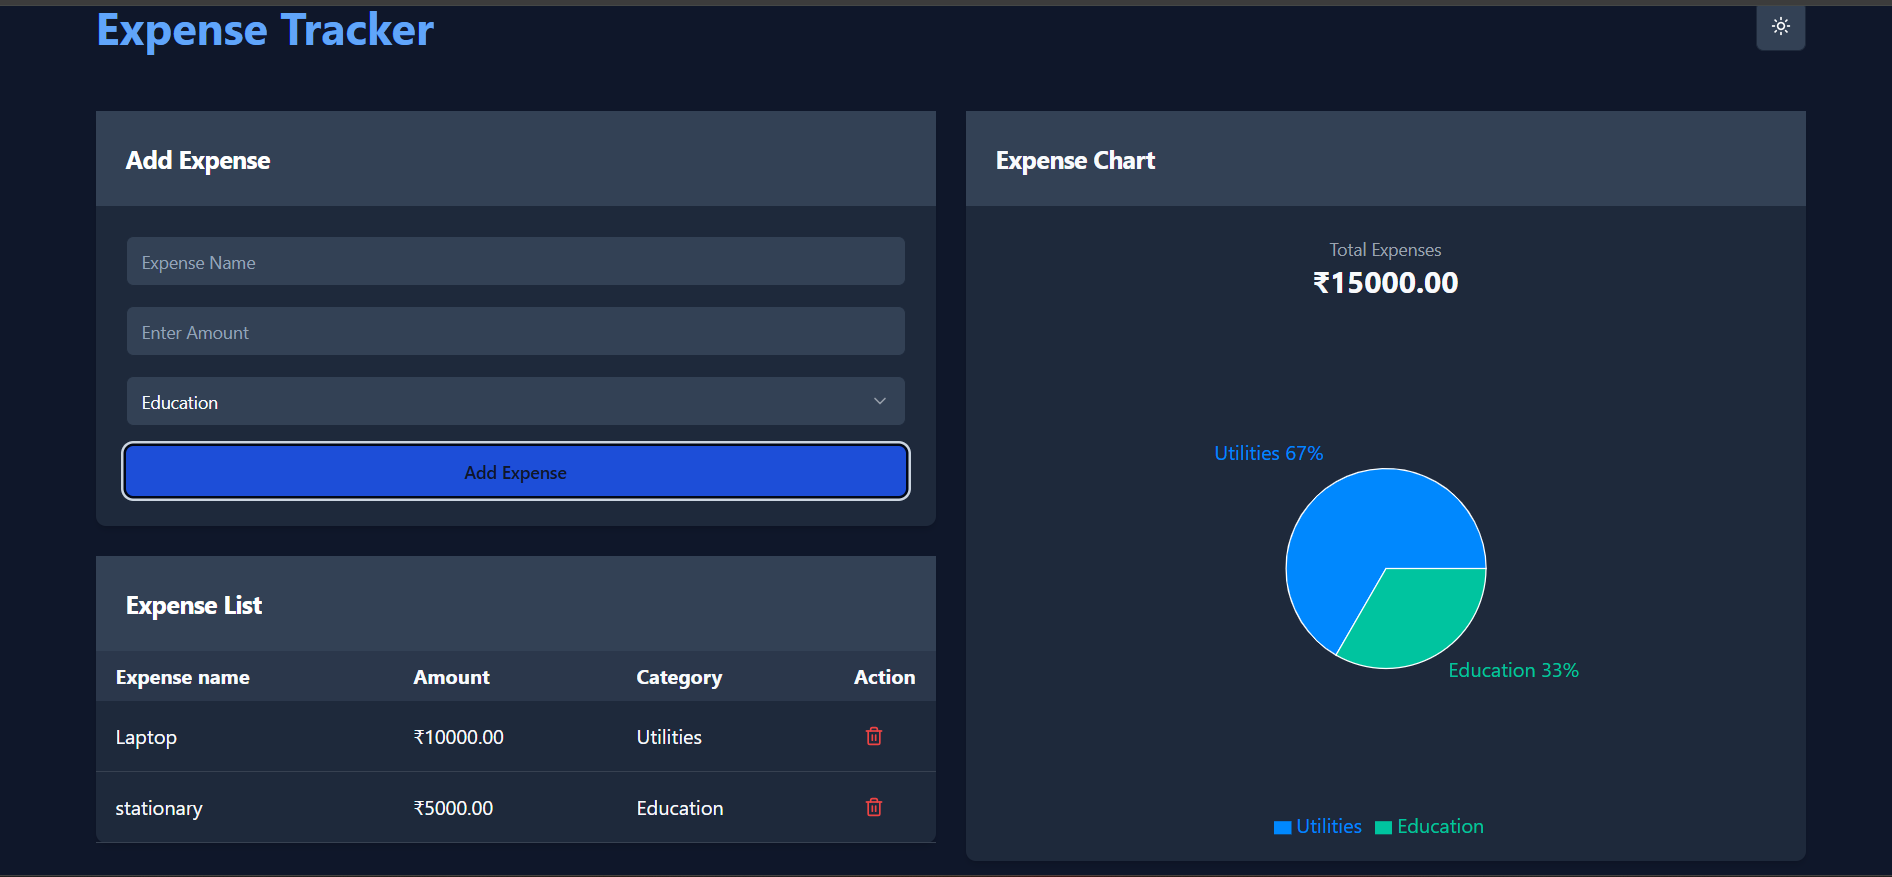 Expense Tracker
Add Expense
Expense Name
Enter Amount
Education
Add Expense
Expense List
Expense name Amount Category Action
Laptop ₹10000.00 Utilities
stationary ₹5000.00 Education
Expense Chart
Total Expenses
₹15000.00
Utilities 67%
Education 33%
Utilities Education